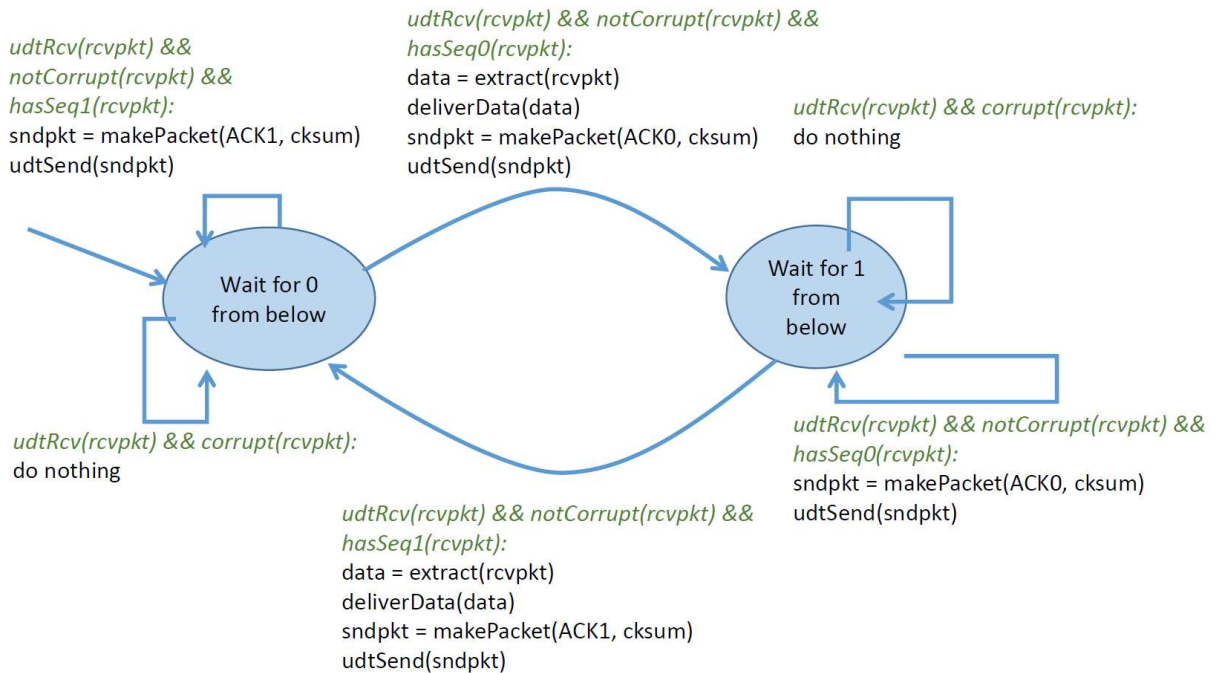 udtRcv(rcvpkt) &&
notCorrupt(rcvpkt) &&
hasSeq1(rcvpkt):
sndpkt = makePacket(ACK1, cksum)
udtSend(sndpkt)
udtRcv(rcvpkt) && notCorrupt(rcvpkt) &&
hasSeq0(rcvpkt):
data = extract(rcvpkt)
deliverData(data)
sndpkt = makePacket(ACK0, cksum)
udtSend(sndpkt)
udtRcv(rcvpkt) && corrupt(rcvpkt):
do nothing
Wait for 0
from below
Wait for 1
from
below
udtRcv(rcvpkt) && corrupt(rcvpkt):
do nothing
udtRcv(rcvpkt) && notCorrupt(rcvpkt) &&
hasSeq0(rcvpkt):
sndpkt = makePacket(ACK0, cksum)
udtSend(sndpkt)
udtRcv(rcvpkt) && notCorrupt(rcvpkt) &&
hasSeq1(rcvpkt):
data = extract(rcvpkt)
deliverData(data)
sndpkt = makePacket(ACK1, cksum)
udtSend(sndpkt)